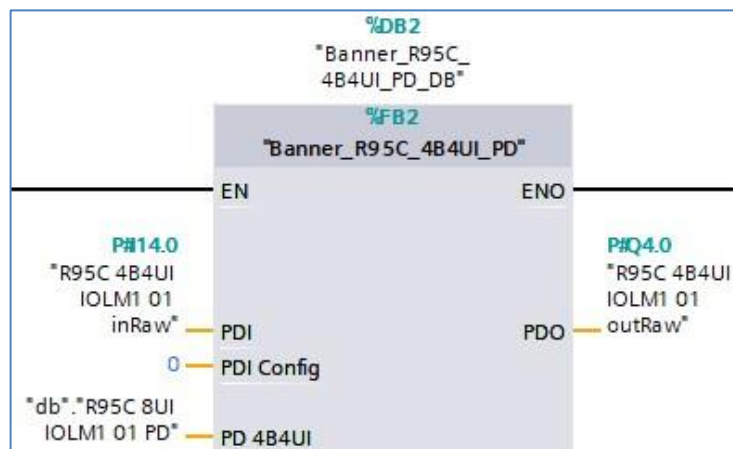 %DB2
"Banner_R95C_
4B4UI_PD_DB"
%FB2
"Banner_R95C_4B4UI_PD"
EN
ENO
P#I14.0
"R95C 4B4UI
IOLM1 01
inRaw"
PDI
P#Q4.0
"R95C 4B4UI
IOLM1 01
outRaw"
PDO
0
PDI Config
"db"."R95C 8UI
IOLM1 01 PD"
PD 4B4UI